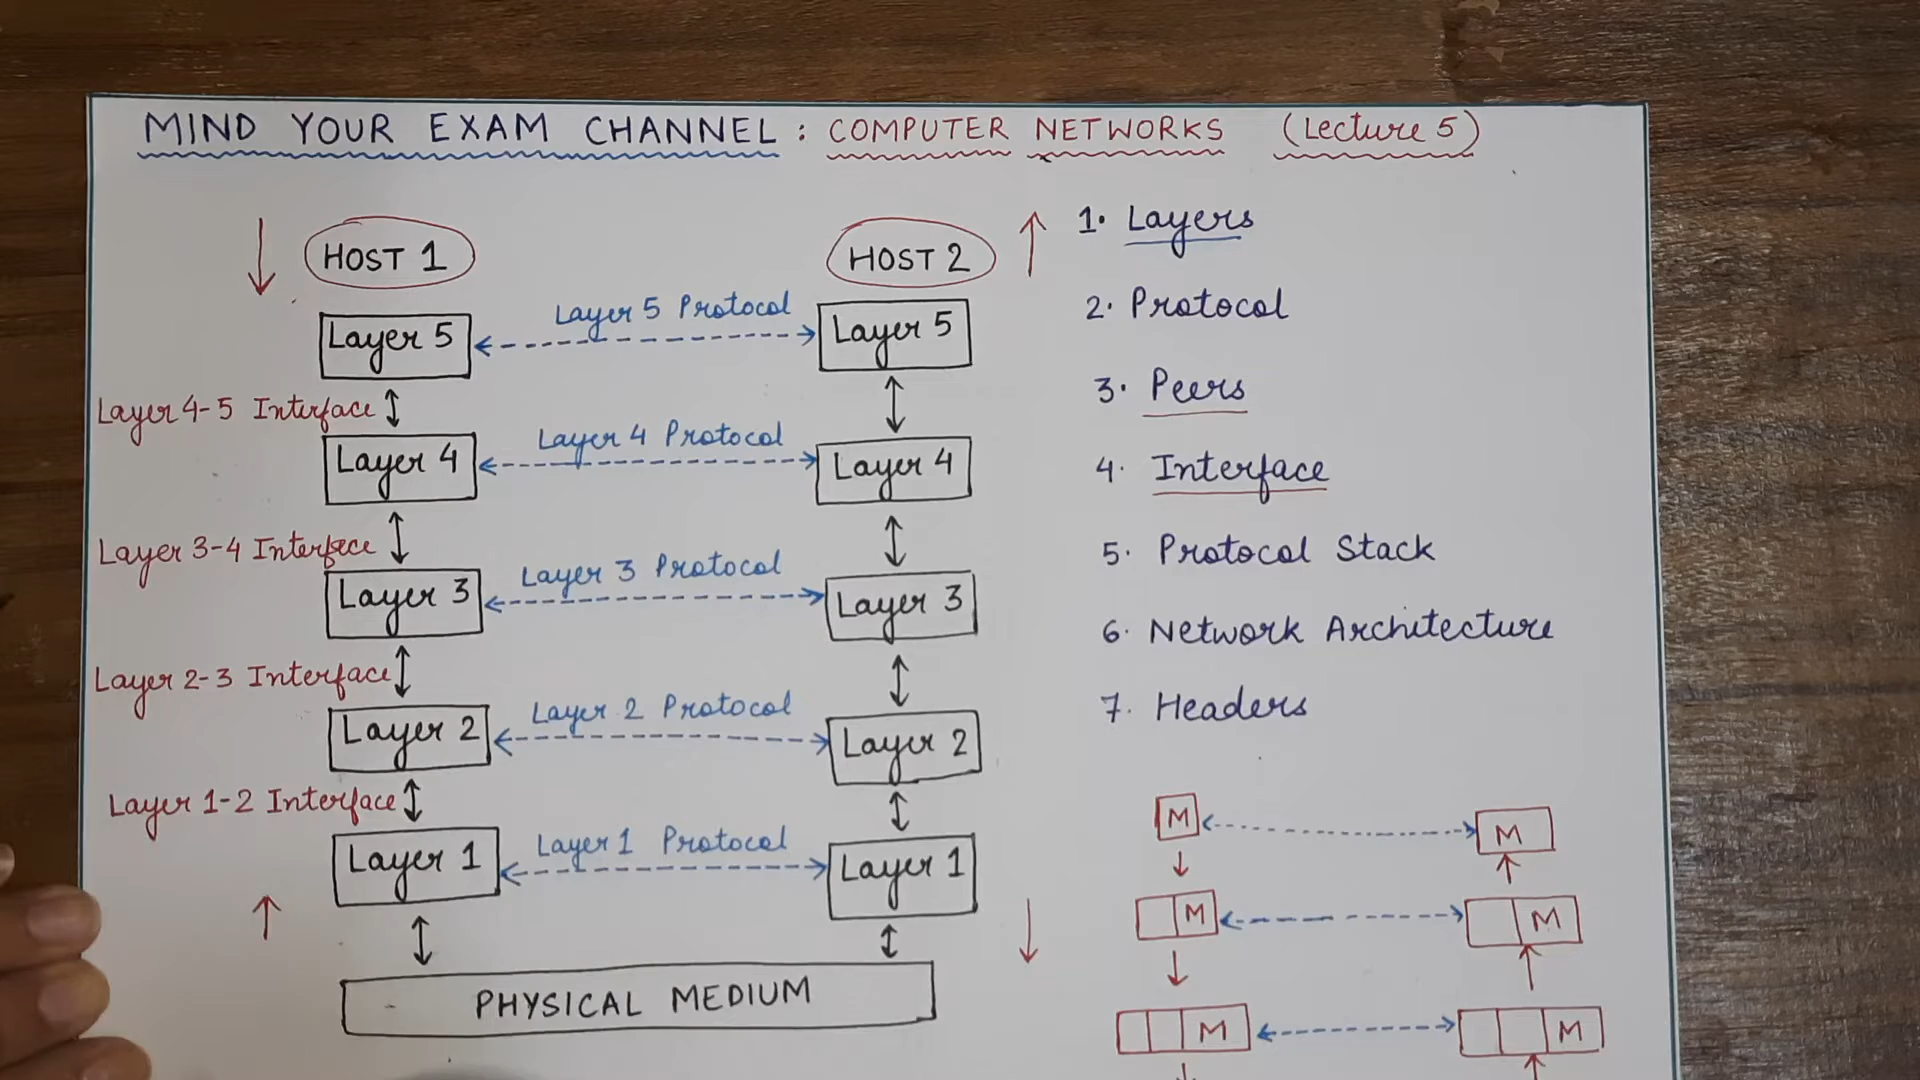 MIND YOUR EXAM CHANNEL : COMPUTER NETWORKS (Lecture 5)
HOST 1
HOST 2
Layer 5
Layer 5 Protocol
Layer 5
Layer 4-5 Interface
Layer 4
Layer 4 Protocol
Layer 4
Layer 3-4 Interfece
Layer 3
Layer 3 Protocol
Layer 3
Layer 2-3 Interface
Layer 2
Layer 2 Protocol
Layer 2
Layer 1-2 Interface
Layer 1
Layer 1 Protocol
Layer 1
PHYSICAL MEDIUM
1. Layers
2. Protocol
3. Peers
4. Interface
5. Protocol Stack
6. Network Architecture
7. Headers
M
M
M
M
M
M